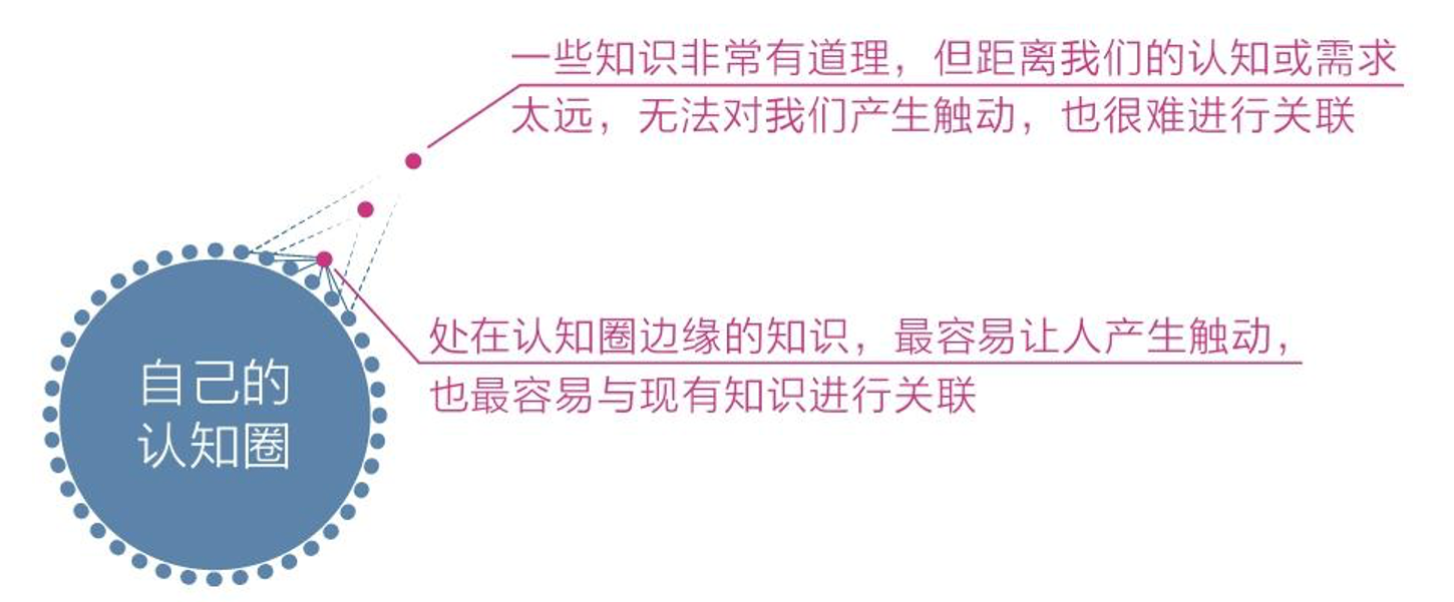 一些知识非常有道理，但距离我们的认知或需求
太远，无法对我们产生触动，也很难进行关联
处在认知圈边缘的知识，最容易让人产生触动，
也最容易与现有知识进行关联
自己的
认知圈